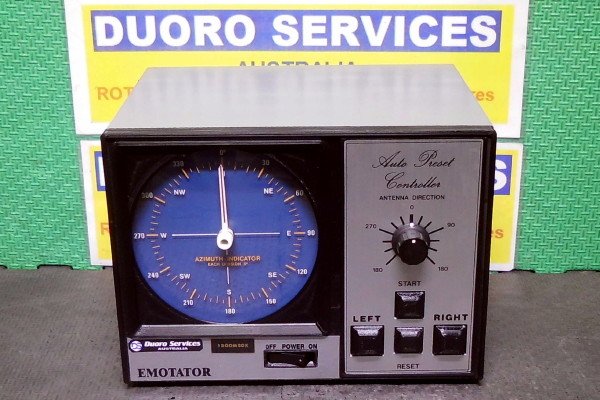 DUORO SERVICES
AUSTRALIA
ROT
res
Auto Preset
Controller
ANTENNA DIRECTION
0
270 90
180 180
START
LEFT RIGHT
RESET
0°
330 30
NW NE
300 60
270 W E 90
AZIMUTH INDICATOR
240 SW SE 120
210 S 150
180
Duoro Services
AUSTRALIA
OFF POWER ON
EMOTATOR